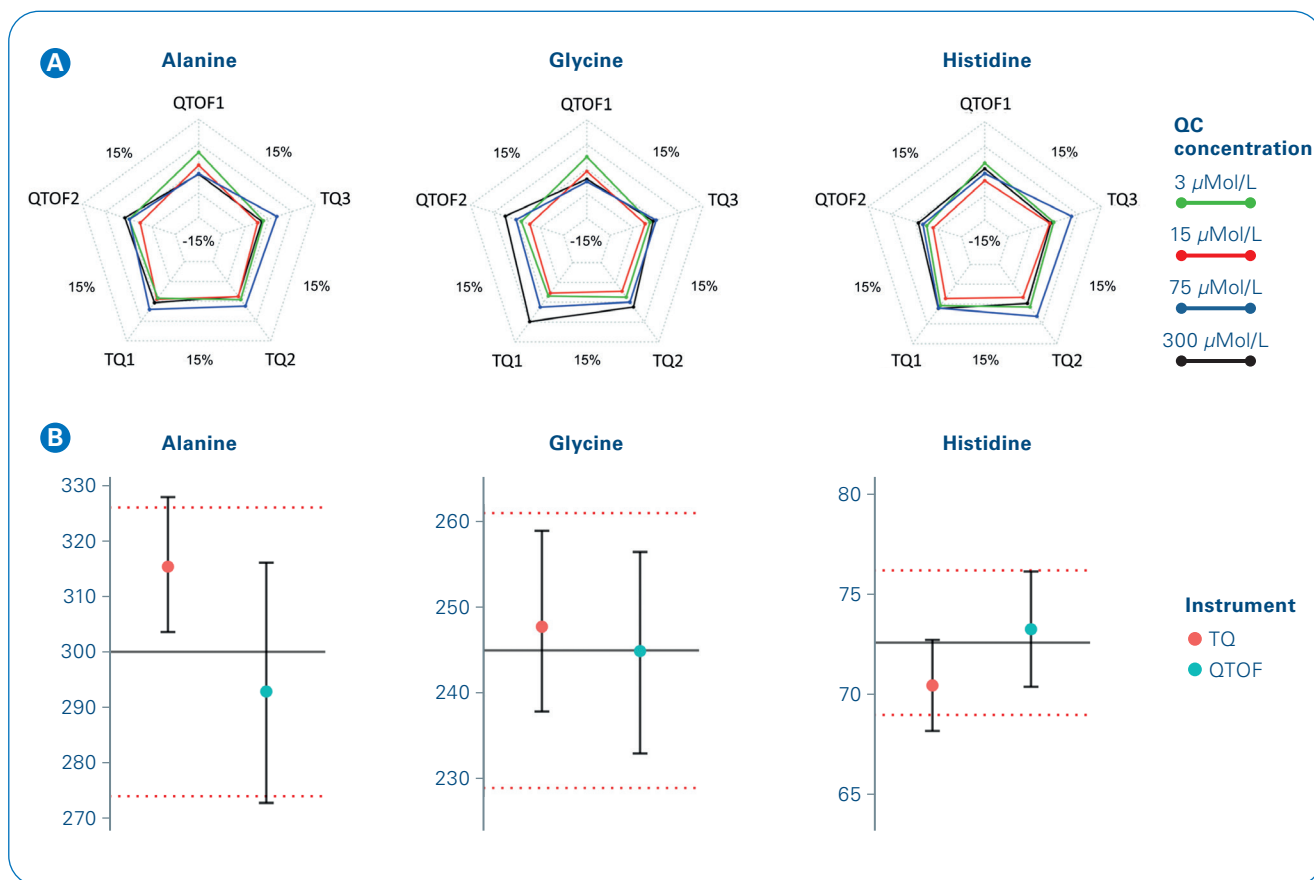 A
Alanine
Glycine
Histidine
QTOF1
QTOF1
QTOF1
QC
concentration
15%
15%
15%
15%
15%
15%
QTOF2
TQ3
QTOF2
TQ3
QTOF2
TQ3
3 µMol/L
-15%
-15%
-15%
15 µMol/L
15%
15%
15%
15%
15%
15%
75 µMol/L
300 µMol/L
TQ1
15%
TQ2
TQ1
15%
TQ2
TQ1
15%
TQ2
B
Alanine
Glycine
Histidine
330
320
310
300
290
280
270
260
250
240
230
80
75
70
65
Instrument
TQ
QTOF